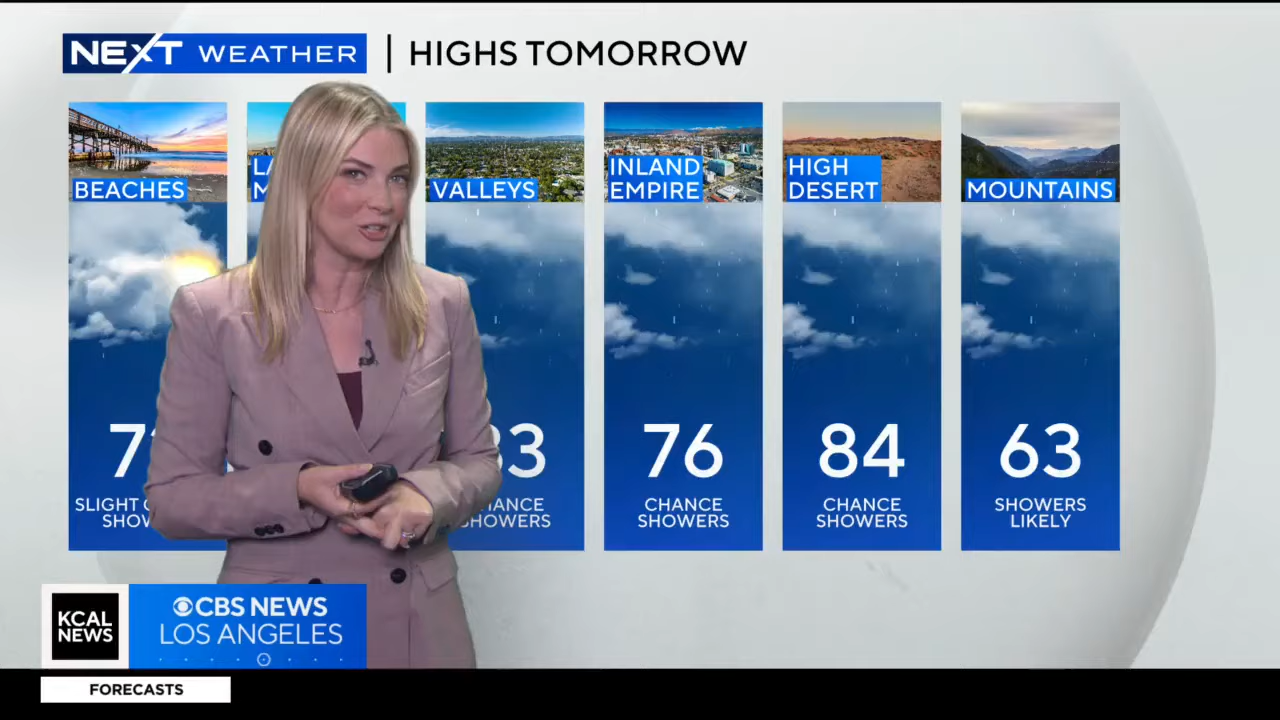 NEXT WEATHER
HIGHS TOMORROW
BEACHES
VALLEYS
INLAND
EMPIRE
HIGH
DESERT
MOUNTAINS
76
84
63
SLIGHT
CHANCE
SHOWERS
CHANCE
SHOWERS
SHOWERS
LIKELY
KCAL
NEWS
CBS NEWS
LOS ANGELES
FORECASTS